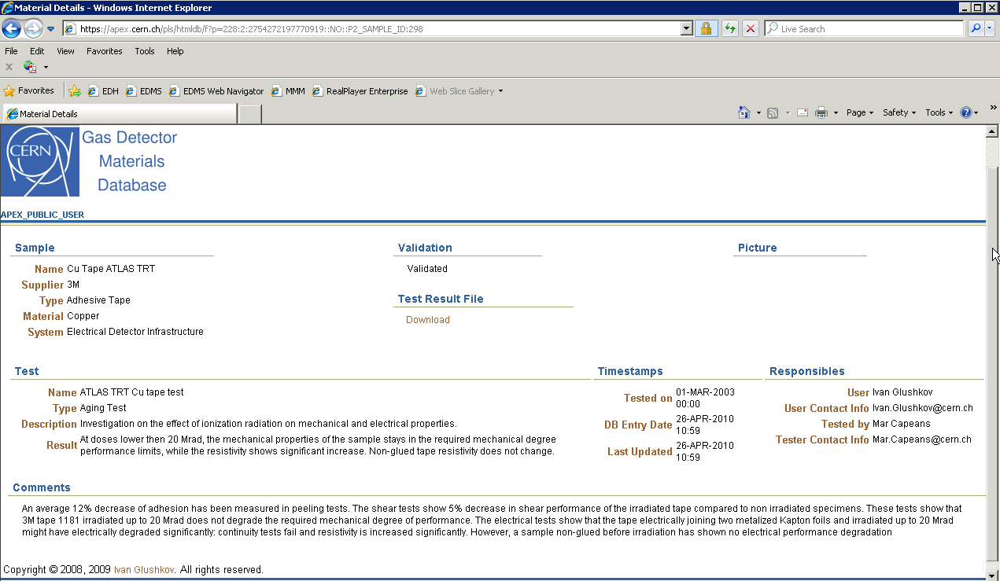 Material Details - Windows Internet Explorer
https://apex.cern.ch/pls/htmldb/f?p=228:2:2754272197770919::NO::P2_SAMPLE_ID:298
Live Search
File Edit View Favorites Tools Help
Favorites EDH EDMS EDMS Web Navigator MMM RealPlayer Enterprise Web Slice Gallery
Material Details
Page Safety Tools
CERN
Gas Detector
Materials
Database
APEX_PUBLIC_USER
Sample
Name Cu Tape ATLAS TRT
Supplier 3M
Type Adhesive Tape
Material Copper
System Electrical Detector Infrastructure
Validation
Validated
Test Result File
Download
Picture
Test
Name ATLAS TRT Cu tape test
Type Aging Test
Description Investigation on the effect of ionization radiation on mechanical and electrical properties.
Result At doses lower then 20 Mrad, the mechanical properties of the sample stays in the required mechanical degree
performance limits, while the resistivity shows significant increase. Non-glued tape resistivity does not change.
Timestamps
Tested on 01-MAR-2003
00:00
DB Entry Date 26-APR-2010
10:59
Last Updated 26-APR-2010
10:59
Responsibles
User Ivan Glushkov
User Contact Info Ivan.Glushkov@cern.ch
Tested by Mar Capeans
Tester Contact Info Mar.Capeans@cern.ch
Comments
An average 12% decrease of adhesion has been measured in peeling tests. The shear tests show 5% decrease in shear performance of the irradiated tape compared to non irradiated specimens. These tests show that
3M tape 1181 irradiated up to 20 Mrad does not degrade the required mechanical degree of performance. The electrical tests show that the tape electrically joining two metalized Kapton foils and irradiated up to 20 Mrad
might have electrically degraded significantly: continuity tests fail and resistivity is increased significantly. However, a sample non-glued before irradiation has shown no electrical performance degradation
Copyright © 2008, 2009 Ivan Glushkov. All rights reserved.